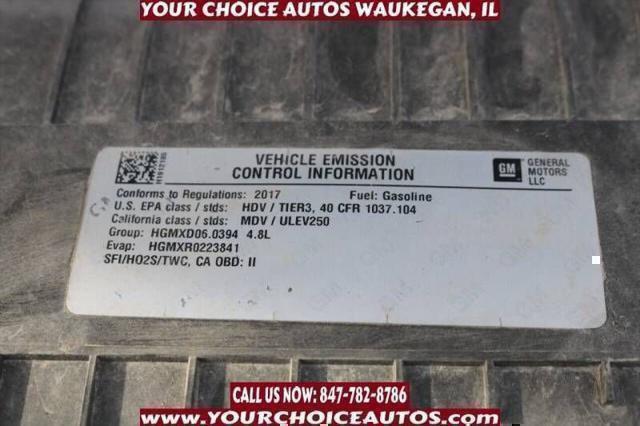 YOUR CHOICE AUTOS WAUKEGAN, IL
VEHICLE EMISSION
CONTROL INFORMATION
GM
GENERAL
MOTORS
LLC
Conforms to Regulations: 2017 Fuel: Gasoline
U.S. EPA class / stds: HDV / TIER3, 40 CFR 1037.104
California class / stds: MDV / ULEV250
Group: HGMXD06.0394 4.8L
Evap: HGMXR0223841
SFI/HO2S/TWC, CA OBD: II
CALL US NOW: 847-782-8786
WWW.YOURCHOICEAUTOS.COM